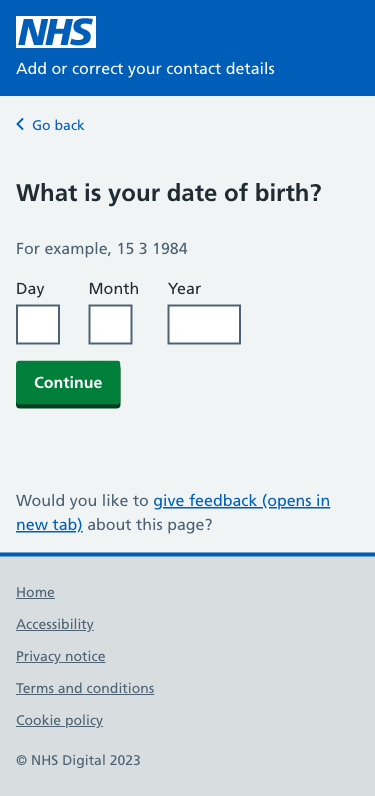 NHS
Add or correct your contact details
Go back
What is your date of birth?
For example, 15 3 1984
Day Month Year
Continue
Would you like to give feedback (opens in
new tab) about this page?
Home
Accessibility
Privacy notice
Terms and conditions
Cookie policy
© NHS Digital 2023